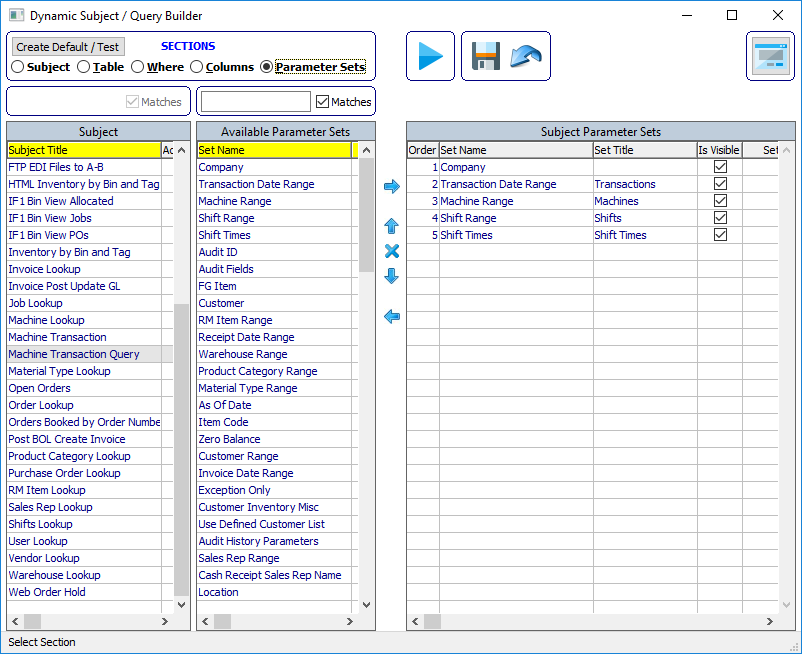 Dynamic Subject / Query Builder
Create Default / Test
SECTIONS
Subject Table Where Columns Parameter Sets
Matches
Matches
Subject
Subject Title Ac
FTP EDI Files to A-B
HTML Inventory by Bin and Tag
IF1 Bin View Allocated
IF1 Bin View Jobs
IF1 Bin View POs
Inventory by Bin and Tag
Invoice Lookup
Invoice Post Update GL
Job Lookup
Machine Lookup
Machine Transaction
Machine Transaction Query
Material Type Lookup
Open Orders
Order Lookup
Orders Booked by Order Numbe
Post BOL Create Invoice
Product Category Lookup
Purchase Order Lookup
RM Item Lookup
Sales Rep Lookup
Shifts Lookup
User Lookup
Vendor Lookup
Warehouse Lookup
Web Order Hold
Available Parameter Sets
Set Name
Company
Transaction Date Range
Machine Range
Shift Range
Shift Times
Audit ID
Audit Fields
FG Item
Customer
RM Item Range
Receipt Date Range
Warehouse Range
Product Category Range
Material Type Range
As Of Date
Item Code
Zero Balance
Customer Range
Invoice Date Range
Exception Only
Customer Inventory Misc
Use Defined Customer List
Audit History Parameters
Sales Rep Range
Cash Receipt Sales Rep Name
Location
Subject Parameter Sets
Order Set Name Set Title Is Visible Set
1 Company
2 Transaction Date Range Transactions
3 Machine Range Machines
4 Shift Range Shifts
5 Shift Times Shift Times
Select Section